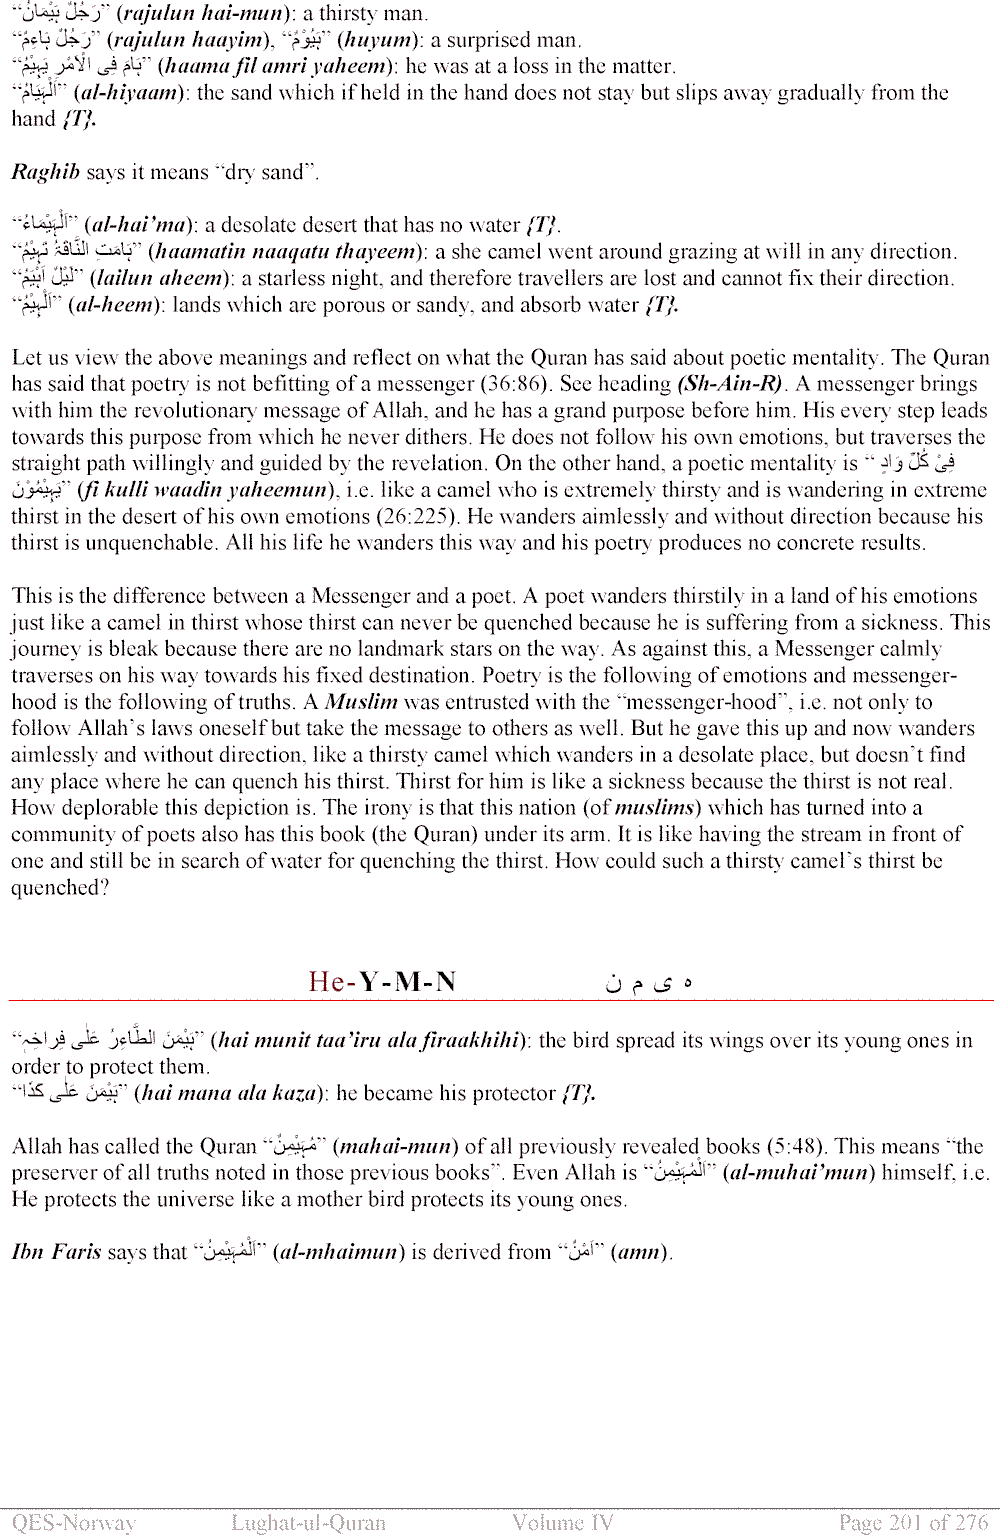 “رَجُلٌ ہَیْمَانُ” (rajulun hai-mun): a thirsty man.
“رَجُلٌ ہَاءِمٌ” (rajulun haayim), “ہَیُوْمٌ” (huyum): a surprised man.
“ہَامَ فِی الْاَمْرِ یَہِیْمُ” (haama fil amri yaheem): he was at a loss in the matter.
“اَلْہَیَامُ” (al-hiyaam): the sand which if held in the hand does not stay but slips away gradually from the
hand {T}.
Raghib says it means “dry sand”.
“اَلْہَیْمَاءُ” (al-hai’ma): a desolate desert that has no water {T}.
“ہَامَتِ النَّاقَۃُ تَہِیْمُ” (haamatin naaqatu thayeem): a she camel went around grazing at will in any direction.
“لَیْلٌ اَہْیَمُ” (lailun aheem): a starless night, and therefore travellers are lost and cannot fix their direction.
“اَلْہِیْمُ” (al-heem): lands which are porous or sandy, and absorb water {T}.
Let us view the above meanings and reflect on what the Quran has said about poetic mentality. The Quran
has said that poetry is not befitting of a messenger (36:86). See heading (Sh-Ain-R). A messenger brings
with him the revolutionary message of Allah, and he has a grand purpose before him. His every step leads
towards this purpose from which he never dithers. He does not follow his own emotions, but traverses the
straight path willingly and guided by the revelation. On the other hand, a poetic mentality is “ فِیْ کُلِّ وَادٍ
یَہِیْمُوْنَ” (fi kulli waadin yaheemun), i.e. like a camel who is extremely thirsty and is wandering in extreme
thirst in the desert of his own emotions (26:225). He wanders aimlessly and without direction because his
thirst is unquenchable. All his life he wanders this way and his poetry produces no concrete results.
This is the difference between a Messenger and a poet. A poet wanders thirstily in a land of his emotions
just like a camel in thirst whose thirst can never be quenched because he is suffering from a sickness. This
journey is bleak because there are no landmark stars on the way. As against this, a Messenger calmly
traverses on his way towards his fixed destination. Poetry is the following of emotions and messenger-
hood is the following of truths. A Muslim was entrusted with the “messenger-hood”, i.e. not only to
follow Allah’s laws oneself but take the message to others as well. But he gave this up and now wanders
aimlessly and without direction, like a thirsty camel which wanders in a desolate place, but doesn’t find
any place where he can quench his thirst. Thirst for him is like a sickness because the thirst is not real.
How deplorable this depiction is. The irony is that this nation (of muslims) which has turned into a
community of poets also has this book (the Quran) under its arm. It is like having the stream in front of
one and still be in search of water for quenching the thirst. How could such a thirsty camel’s thirst be
quenched?
He-Y-M-N ہ ی م ن
“ہَیْمَنَ الطَّاءِرُ عَلٰی فِرَاخِہٖ” (hai munit taa’iru ala firaakhihi): the bird spread its wings over its young ones in
order to protect them.
“ہَیْمَنَ عَلٰی کَذَا” (hai mana ala kaza): he became his protector {T}.
Allah has called the Quran “مُہَیْمِنٌ” (mahai-mun) of all previously revealed books (5:48). This means “the
preserver of all truths noted in those previous books”. Even Allah is “اَلْمُہَیْمِنُ” (al-muhai’mun) himself, i.e.
He protects the universe like a mother bird protects its young ones.
Ibn Faris says that “اَلْمُہَیْمِنُ” (al-mhaimun) is derived from “اَمْنٌ” (amn).
QES-Norway Lughat-ul-Quran Volume IV Page 201 of 276